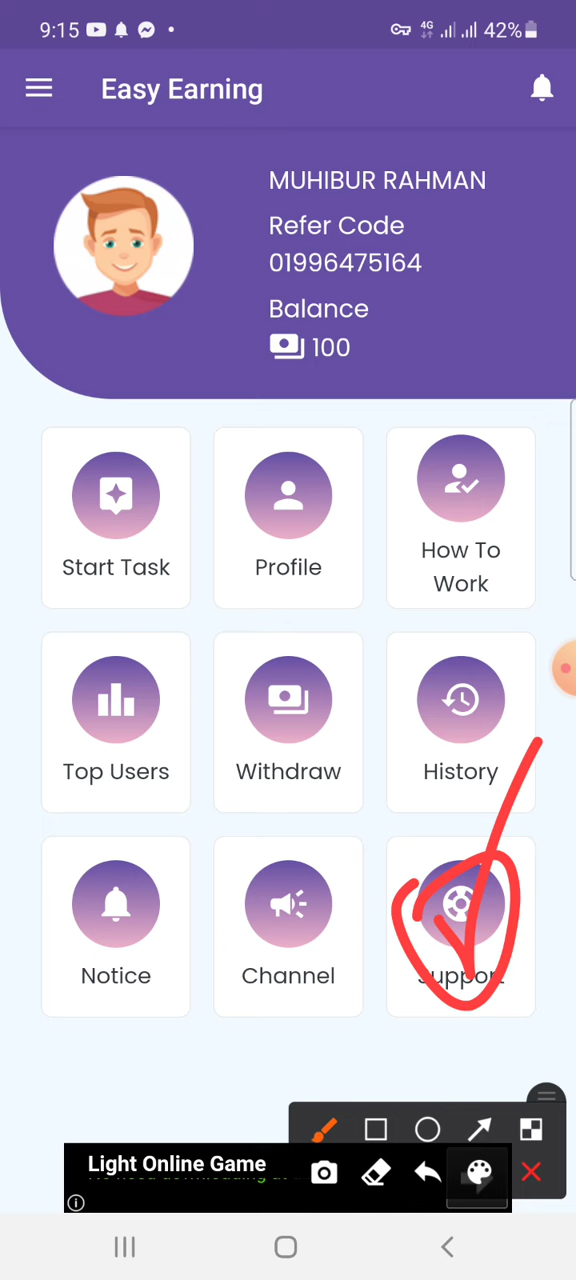 9:15
4G
42%
Easy Earning
MUHIBUR RAHMAN
Refer Code
01996475164
Balance
100
Start Task
Profile
How To
Work
Top Users
Withdraw
History
Notice
Channel
Support
Light Online Game